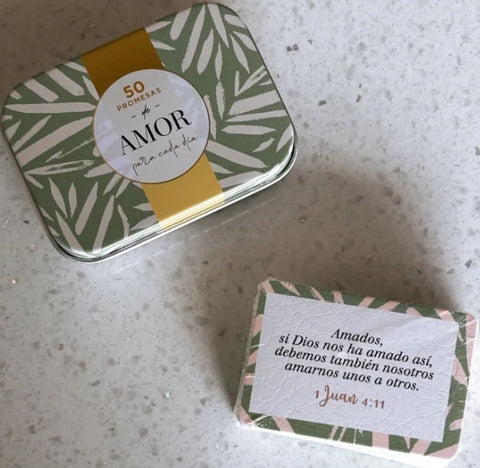 50
PROMESAS
- de -
AMOR
para cada día
Amados,
si Dios nos ha amado así,
debemos también nosotros
amarnos unos a otros.
1 Juan 4:11